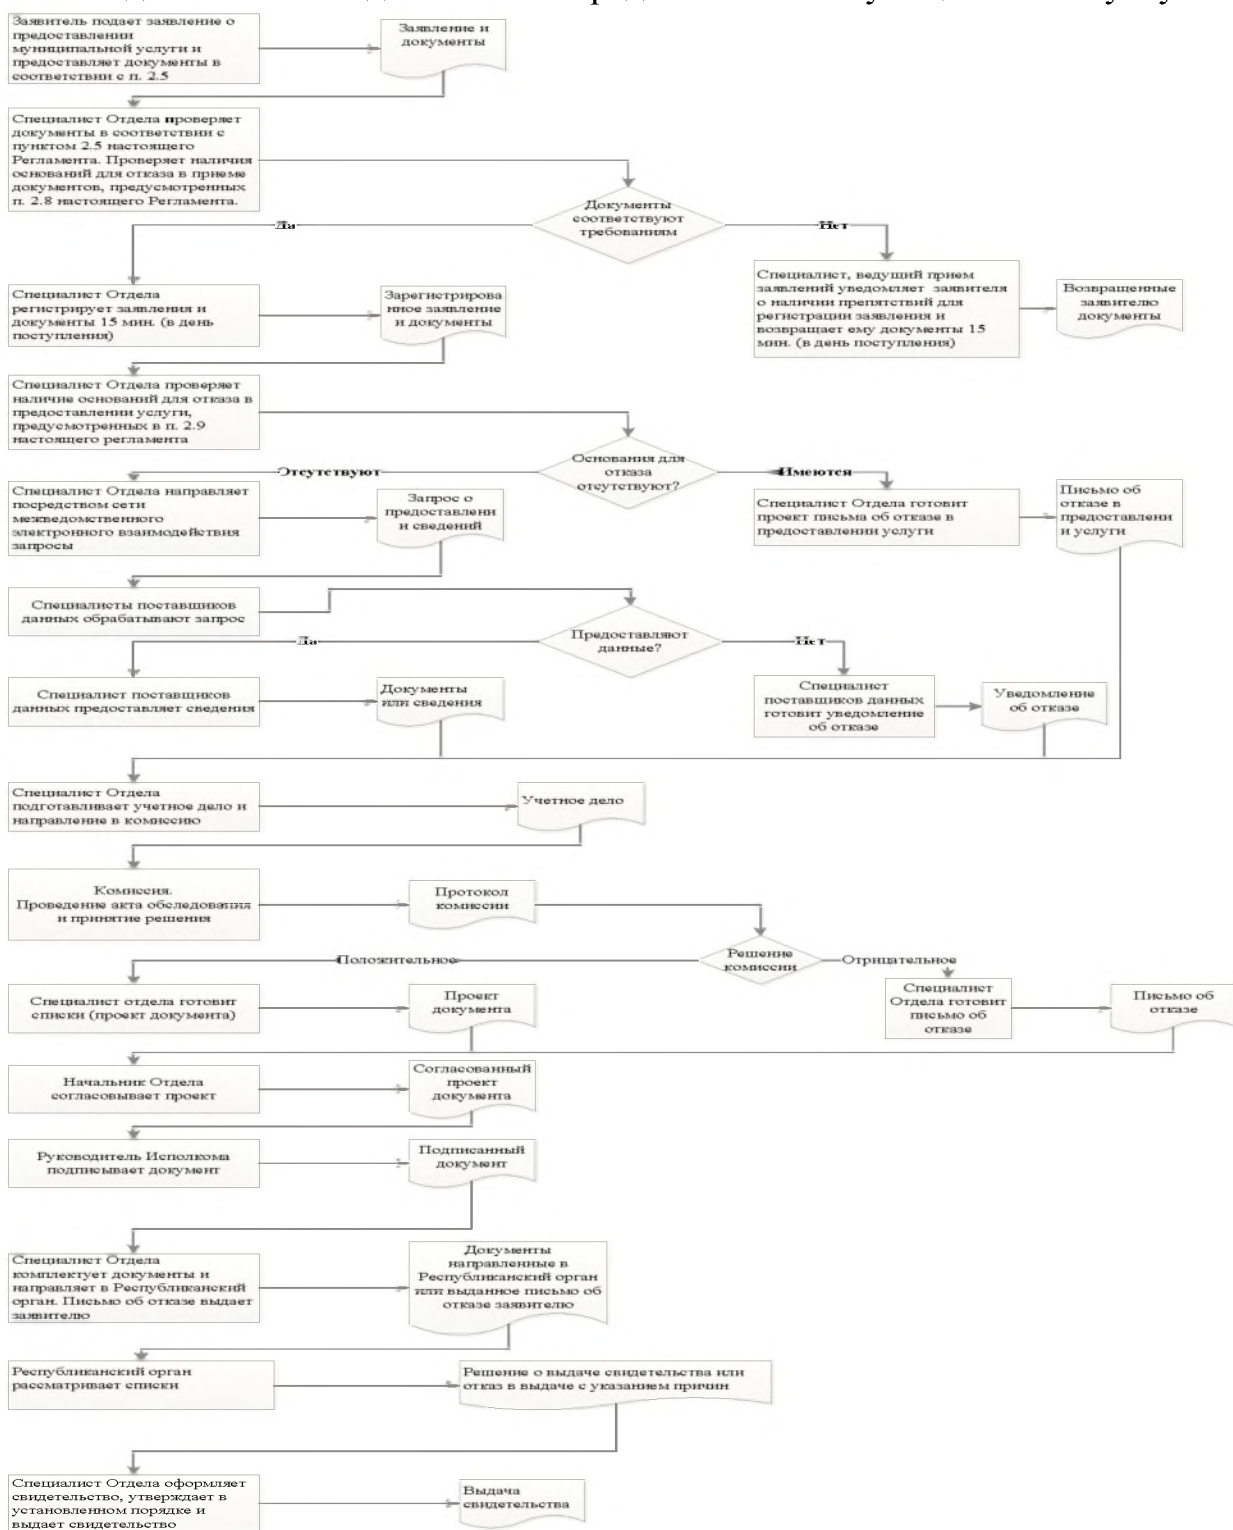 Заявитель подает заявление о
предоставлении
муниципальной услуги и
предоставляет документы в
соответствии с п. 2.5
Заявление и
документы
Специалист Отдела проверяет
документы в соответствии с
пунктом 2.5 настоящего
Регламента. Проверяет наличия
оснований для отказа в приеме
документов, предусмотренных
п. 2.8 настоящего Регламента.
Документы
соответствуют
требованиям
Да
Нет
Специалист Отдела
регистрирует заявления и
документы 15 мин. (в день
поступления)
Зарегистрирова
нное заявление
и документы
Специалист, ведущий прием
заявлений уведомляет заявителя
о наличии препятствий для
регистрации заявления и
возвращает ему документы 15
мин. (в день поступления)
Возвращенные
заявителю
документы
Специалист Отдела проверяет
наличие оснований для отказа в
предоставлении услуги,
предусмотренных в п. 2.9
настоящего регламента
Основания для
отказа
отсутствуют?
Отсутствуют
Имеются
Специалист Отдела направляет
посредством сети
межведомственного
электронного взаимодействия
запросы
Запрос о
предоставлени
и сведений
Специалист Отдела готовит
проект письма об отказе в
предоставлении услуги
Письмо об
отказе в
предоставлени
и услуги
Специалисты поставщиков
данных обрабатывают запрос
Предоставляют
данные?
Да
Нет
Специалист поставщиков
данных предоставляет сведения
Документы
или сведения
Специалист
поставщиков данных
готовит уведомление
об отказе
Уведомление
об отказе
Специалист Отдела
подготавливает учетное дело и
направление в комиссию
Учетное дело
Комиссия.
Проведение акта обследования
и принятие решения
Протокол
комиссии
Решение
комиссии
Положительное
Отрицательное
Специалист отдела готовит
списки (проект документа)
Проект
документа
Специалист
Отдела готовит
письмо об
отказе
Письмо об
отказе
Начальник Отдела
согласовывает проект
Согласованный
проект
документа
Руководитель Исполкома
подписывает документ
Подписанный
документ
Специалист Отдела
комплектует документы и
направляет в Республиканский
орган. Письмо об отказе выдает
заявителю
Документы
направленные в
Республиканский орган
или выданное письмо об
отказе заявителю
Республиканский орган
рассматривает списки
Решение о выдаче свидетельства или
отказ в выдаче с указанием причин
Специалист Отдела оформляет
свидетельство, утверждает в
установленном порядке и
выдает свидетельство
Выдача
свидетельства